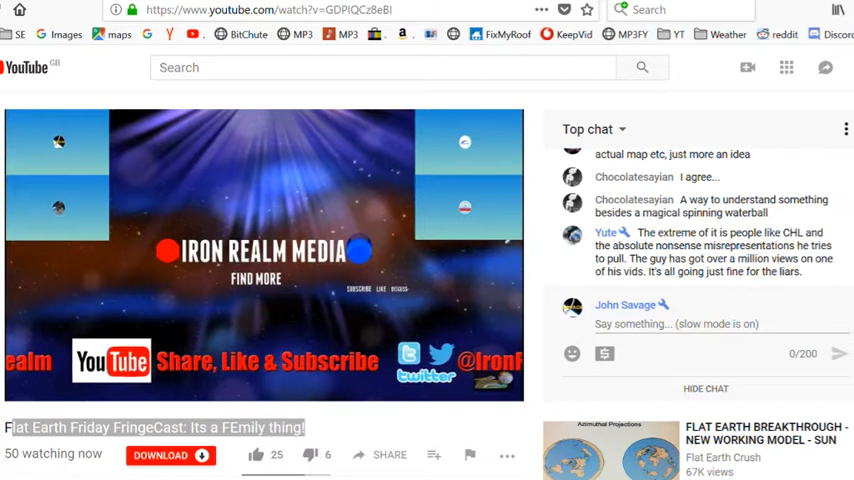 https://www.youtube.com/watch?v=GDPIQCz8eBI
Search
SE
Images
maps
BitChute
MP3
MP3
FixMyRoof
KeepVid
MP3FY
YT
Weather
reddit
Discord
YouTube GB
Search
IRON REALM MEDIA
FIND MORE
SUBSCRIBE LIKE DISCUSS
ealm YouTube Share, Like & Subscribe twitter @IronR
Flat Earth Friday FringeCast: Its a FEmily thing!
50 watching now
DOWNLOAD
25
6
SHARE
Top chat
actual map etc, just more an idea
Chocolatesayian I agree...
Chocolatesayian A way to understand something
besides a magical spinning waterball
Yute The extreme of it is people like CHL and
the absolute nonsense misrepresentations he tries
to pull. The guy has got over a million views on one
of his vids. It's all going just fine for the liars.
John Savage
Say something... (slow mode is on)
0/200
HIDE CHAT
Azimuthal Projections
FLAT EARTH BREAKTHROUGH -
NEW WORKING MODEL - SUN
Flat Earth Crush
67K views